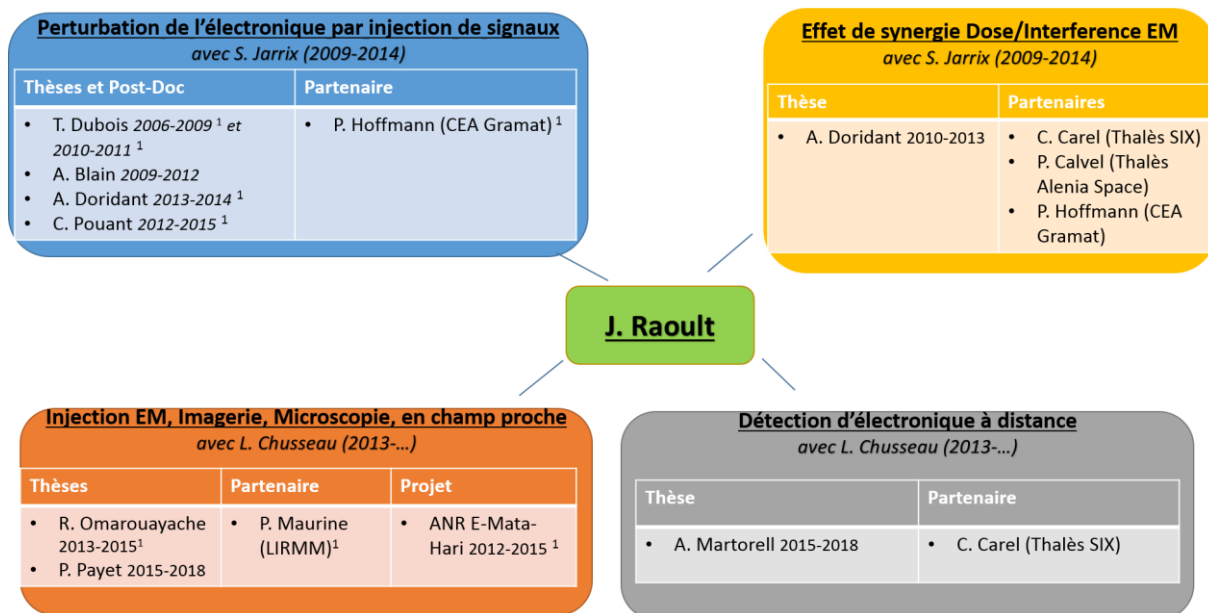 Perturbation de l'électronique par injection de signaux
avec S. Jarrix (2009-2014)
Thèses et Post-Doc Partenaire
• T. Dubois 2006-2009 ¹ et • P. Hoffmann (CEA Gramat) ¹
2010-2011 ¹
• A. Blain 2009-2012
• A. Doridant 2013-2014 ¹
• C. Pouant 2012-2015 ¹
Effet de synergie Dose/Interference EM
avec S. Jarrix (2009-2014)
Thèse Partenaires
• A. Doridant 2010-2013 • C. Carel (Thalès SIX)
• P. Calvel (Thalès
Alenia Space)
• P. Hoffmann (CEA
Gramat)
J. Raoult
Injection EM, Imagerie, Microscopie, en champ proche
avec L. Chusseau (2013-...)
Thèses Partenaire Projet
• R. Omarouayache • P. Maurine • ANR E-Mata-
2013-2015¹ (LIRMM)¹ Hari 2012-2015 ¹
• P. Payet 2015-2018
Détection d'électronique à distance
avec L. Chusseau (2013-...)
Thèse Partenaire
• A. Martorell 2015-2018 • C. Carel (Thalès SIX)